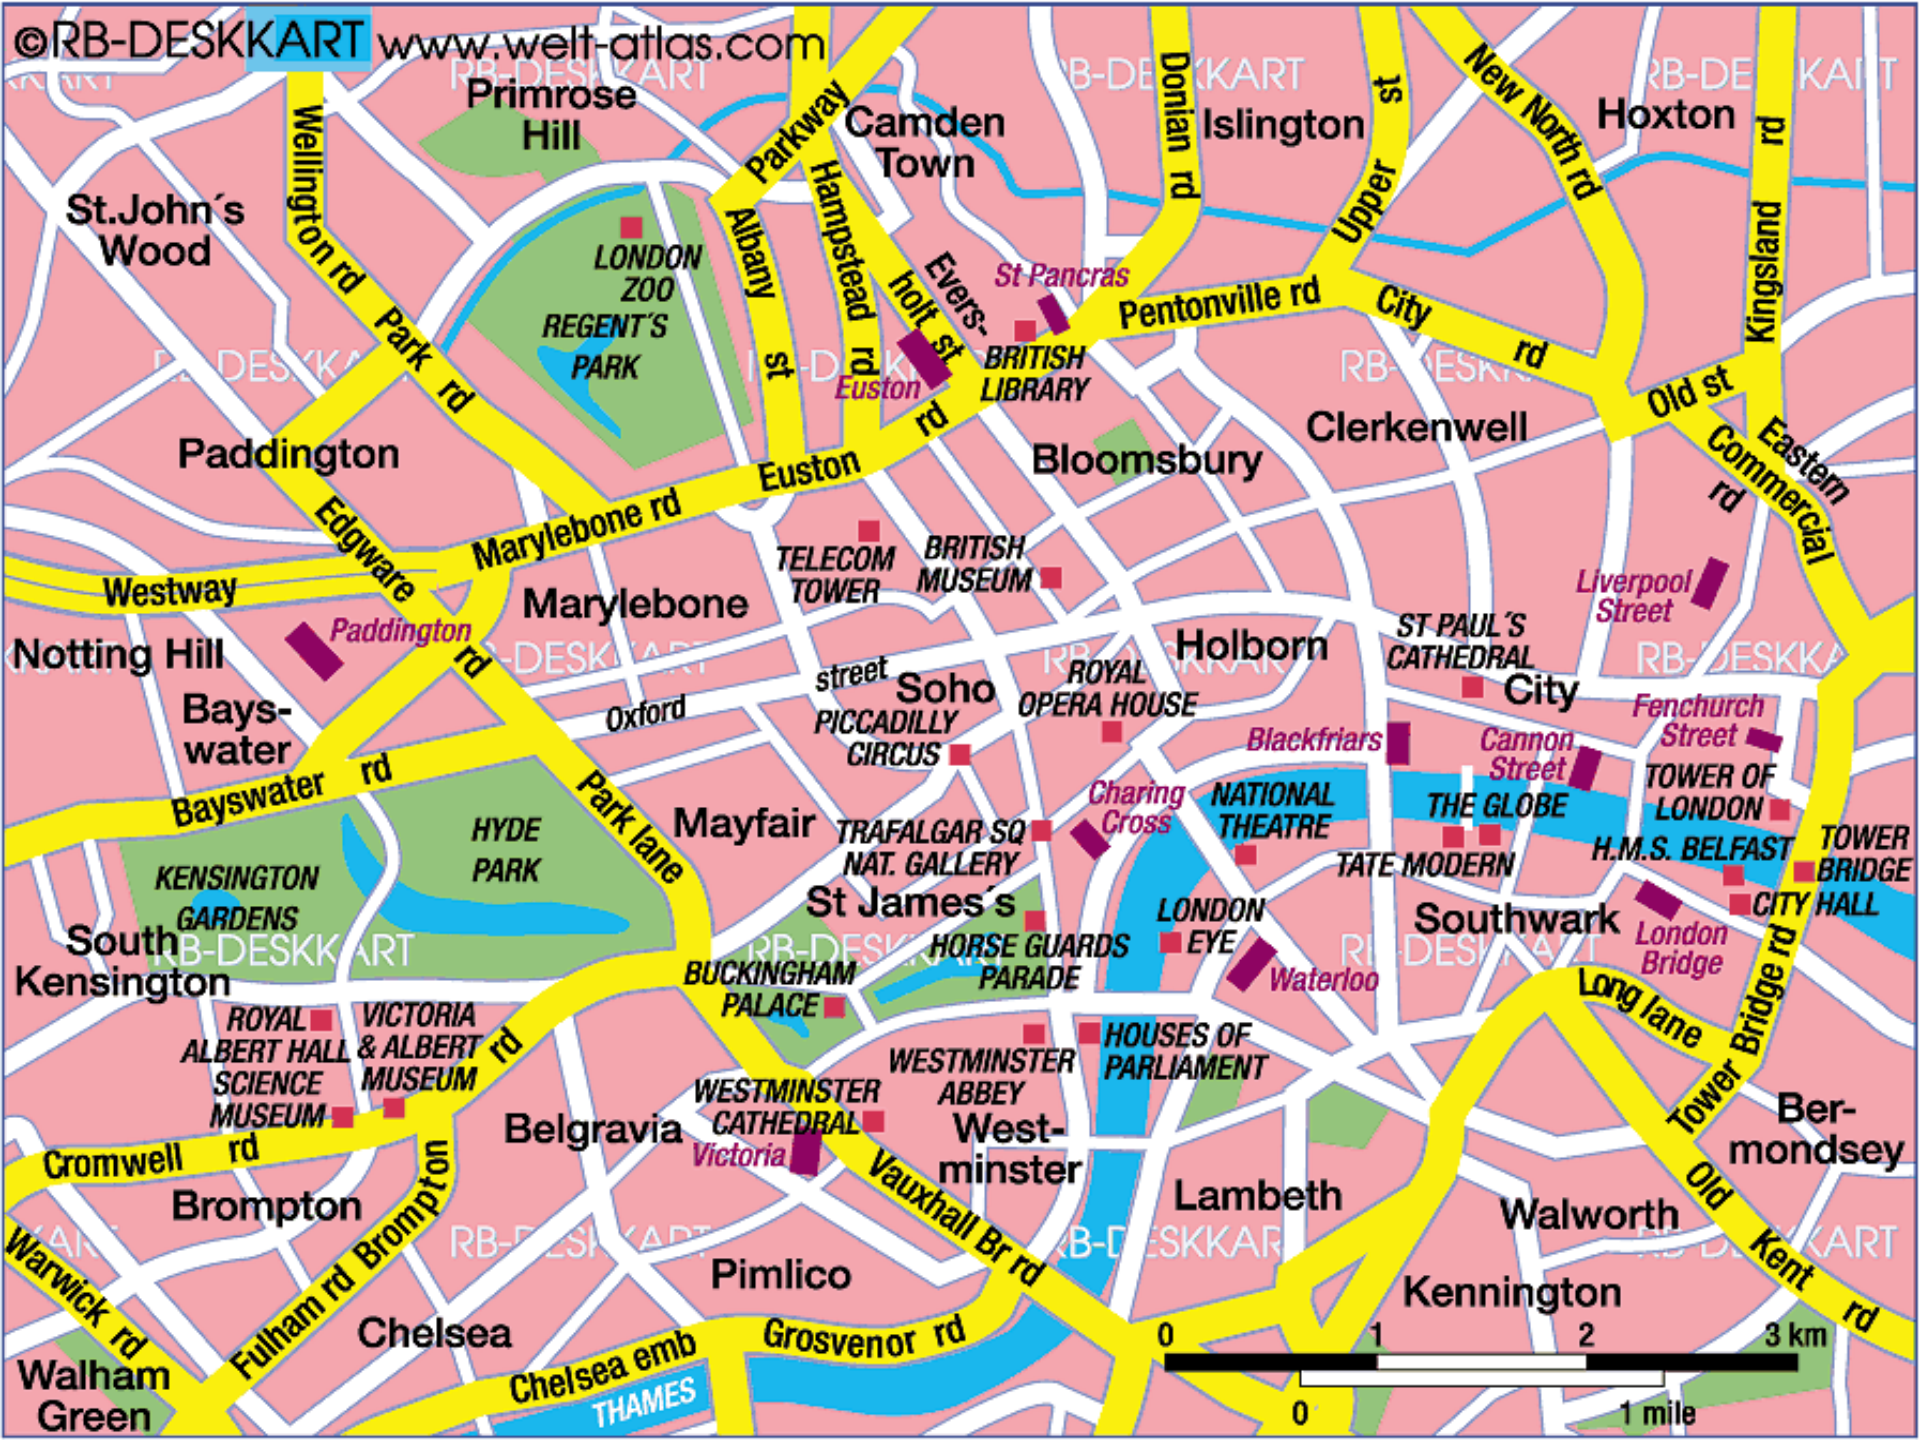 ©RB-DESKKART www.welt-atlas.com
Primrose
Hill
Camden
Town
Islington
Hoxton
St.John´s
Wood
Wellington rd
Parkway
Donian rd
Upper st
New North rd
Kingsland rd
Hampstead rd
Albany st
Evers-
holt st
LONDON
ZOO
REGENT´S
PARK
St Pancras
Pentonville rd
City rd
Park rd
Euston
BRITISH
LIBRARY
Old st
Clerkenwell
Paddington
Bloomsbury
Euston rd
Commercial
Eastern
rd
Marylebone rd
Edgware rd
Westway
TELECOM
TOWER
BRITISH
MUSEUM
Liverpool
Street
Marylebone
Notting Hill
Paddington
Holborn
ST PAUL´S
CATHEDRAL
City
Bays-
water
Oxford street
Soho
ROYAL
OPERA HOUSE
PICCADILLY
CIRCUS
Blackfriars
Cannon
Street
Fenchurch
Street
TOWER OF
LONDON
Bayswater rd
Park lane
HYDE
PARK
Mayfair
TRAFALGAR SQ
NAT. GALLERY
Charing
Cross
NATIONAL
THEATRE
THE GLOBE
TATE MODERN
H.M.S. BELFAST
TOWER
BRIDGE
CITY HALL
KENSINGTON
GARDENS
St James´s
HORSE GUARDS
PARADE
LONDON
EYE
Waterloo
Southwark
London
Bridge
South
Kensington
BUCKINGHAM
PALACE
Long lane
Tower Bridge rd
ROYAL
ALBERT HALL
VICTORIA
& ALBERT
MUSEUM
SCIENCE
MUSEUM
WESTMINSTER
ABBEY
HOUSES OF
PARLIAMENT
WESTMINSTER
CATHEDRAL
Victoria
Belgravia
West-
minster
Ber-
mondsey
Cromwell rd
Brompton
Fulham rd Brompton
Vauxhall Br rd
Lambeth
Walworth
Old Kent rd
Warwick rd
Pimlico
Kennington
Chelsea
Grosvenor rd
Chelsea emb
THAMES
Walham
Green
0 1 2 3 km
0 1 mile
RB-DESKKART